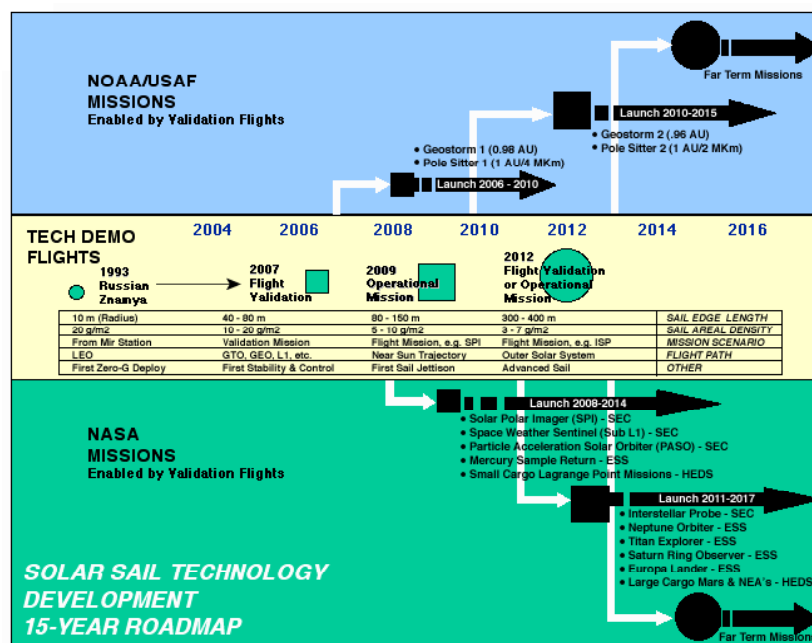 NOAA/USAF
MISSIONS
Enabled by Validation Flights
Far Term Missions
Launch 2010-2015
• Geostorm 2 (.96 AU)
• Pole Sitter 2 (1 AU/2 MKm)
• Geostorm 1 (0.98 AU)
• Pole Sitter 1 (1 AU/4 MKm)
Launch 2006 - 2010
TECH DEMO
FLIGHTS
2004 2006 2008 2010 2012 2014 2016
1993
Russian
Znamya
2007
Flight
Validation
2009
Operational
Mission
2012
Flight Validation
or Operational
Mission
10 m (Radius) 40 - 80 m 80 - 150 m 300 - 400 m SAIL EDGE LENGTH
20 g/m2 10 - 20 g/m2 5 - 10 g/m2 3 - 7 g/m2 SAIL AREAL DENSITY
From Mir Station Validation Mission Flight Mission, e.g. SPI Flight Mission, e.g. ISP MISSION SCENARIO
LEO GTO, GEO, L1, etc. Near Sun Trajectory Outer Solar System FLIGHT PATH
First Zero-G Deploy First Stability & Control First Sail Jettison Advanced Sail OTHER
NASA
MISSIONS
Enabled by Validation Flights
Launch 2008-2014
• Solar Polar Imager (SPI) - SEC
• Space Weather Sentinel (Sub L1) - SEC
• Particle Acceleration Solar Orbiter (PASO) - SEC
• Mercury Sample Return - ESS
• Small Cargo Lagrange Point Missions - HEDS
Launch 2011-2017
• Interstellar Probe - SEC
• Neptune Orbiter - ESS
• Titan Explorer - ESS
• Saturn Ring Observer - ESS
• Europa Lander - ESS
• Large Cargo Mars & NEA's - HEDS
SOLAR SAIL TECHNOLOGY
DEVELOPMENT
15-YEAR ROADMAP
Far Term Mission